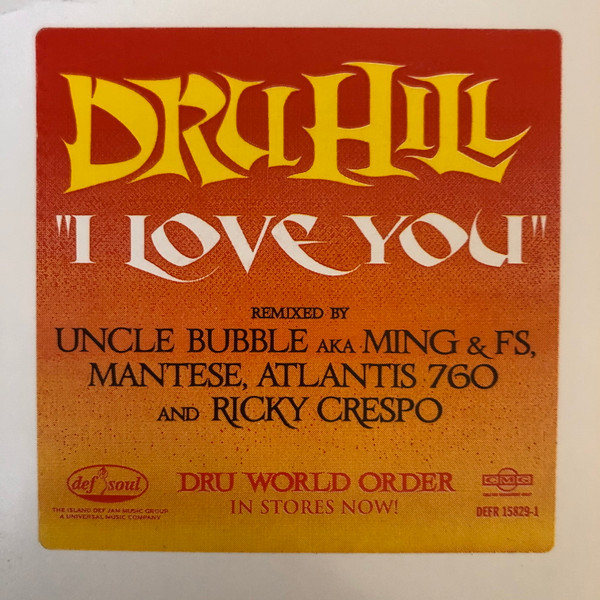 DRU HILL
"I LOVE YOU"
REMIXED BY
UNCLE BUBBLE AKA MING & FS,
MANTESE, ATLANTIS 760
AND RICKY CRESPO
def soul
THE ISLAND DEF JAM MUSIC GROUP
A UNIVERSAL MUSIC COMPANY
DRU WORLD ORDER
IN STORES NOW!
CMG
DEFR 15829-1